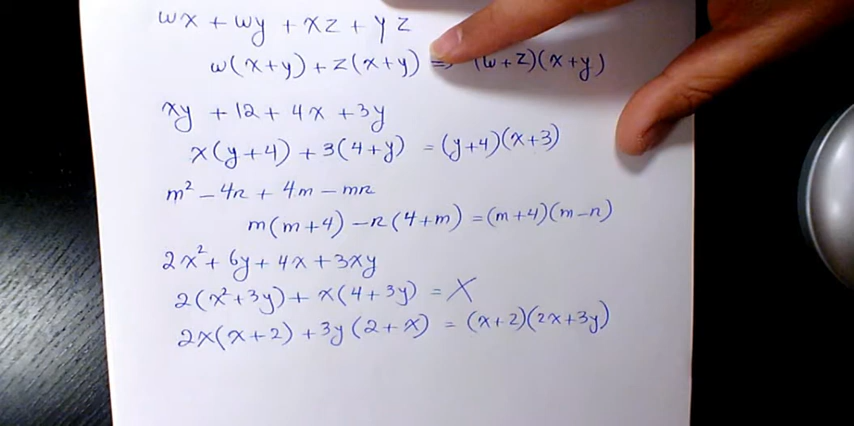 wx + wy + xz + yz
w(x+y) + z(x+y) => (w+z)(x+y)
xy + 12 + 4x + 3y
x(y+4) + 3(4+y) = (y+4)(x+3)
m² - 4n + 4m - mn
m(m+4) - n(4+m) = (m+4)(m-n)
2x² + 6y + 4x + 3xy
2(x²+3y) + x(4+3y) = X
2x(x+2) + 3y(2+x) = (x+2)(2x+3y)